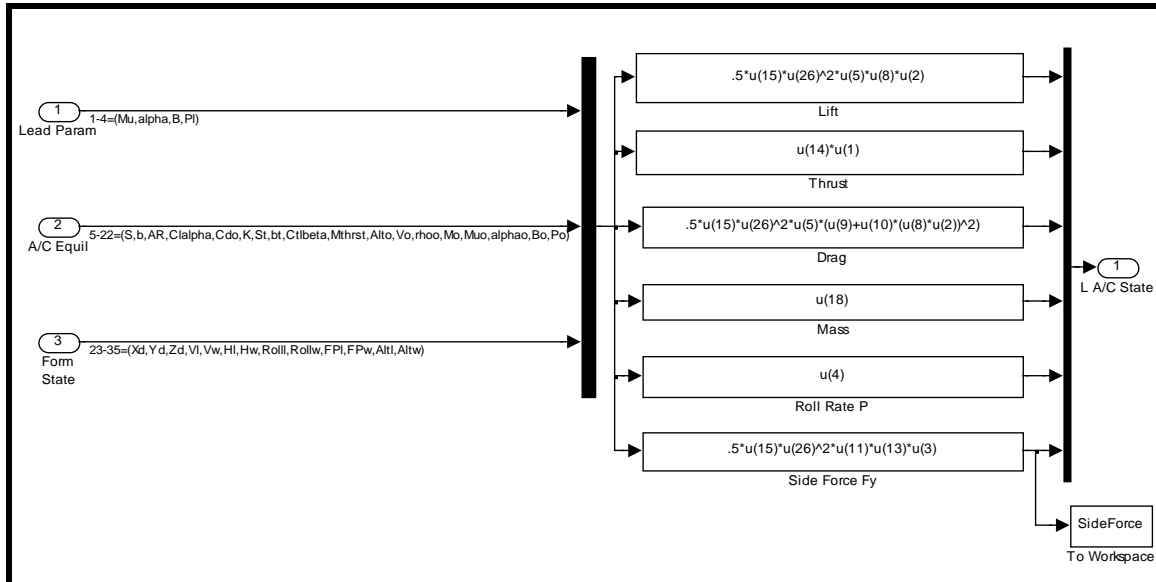 1
Lead Param
1-4=(Mu,alpha,B,Pl)
2
A/C Equil
5-22=(S,b,AR,Clalpha,Cdo,K,St,bt,Ctlbeta,Mthrst,Alto,Vo,rhoo,Mo,Muo,alphao,Bo,Po)
3
Form
State
23-35=(Xd,Yd,Zd,Vl,Vw,Hl,Hw,Rolll,Rollw,FPl,FPw,Altl,Altw)
.5*u(15)*u(26)^2*u(5)*u(8)*u(2)
Lift
u(14)*u(1)
Thrust
.5*u(15)*u(26)^2*u(5)*(u(9)+u(10)*(u(8)*u(2))^2)
Drag
u(18)
Mass
u(4)
Roll Rate P
.5*u(15)*u(26)^2*u(11)*u(13)*u(3)
Side Force Fy
1
L A/C State
SideForce
To Workspace